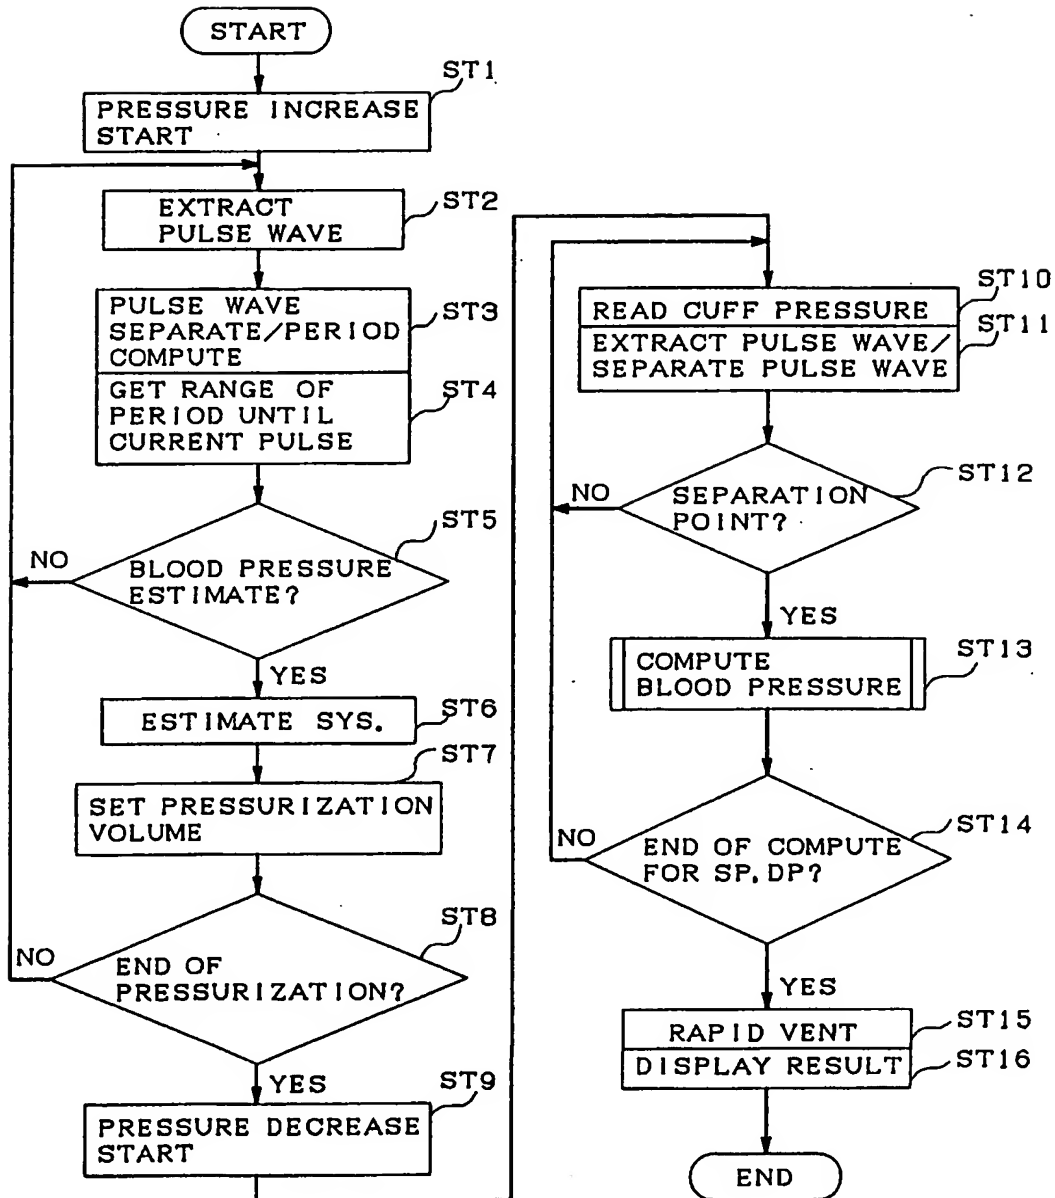 START
ST1
PRESSURE INCREASE
START
ST2
EXTRACT
PULSE WAVE
ST3
PULSE WAVE
SEPARATE/PERIOD
COMPUTE
ST4
GET RANGE OF
PERIOD UNTIL
CURRENT PULSE
ST5
NO
BLOOD PRESSURE
ESTIMATE?
YES
ST6
ESTIMATE SYS.
ST7
SET PRESSURIZATION
VOLUME
ST8
NO
END OF
PRESSURIZATION?
YES
ST9
PRESSURE DECREASE
START
ST10
READ CUFF PRESSURE
ST11
EXTRACT PULSE WAVE/
SEPARATE PULSE WAVE
ST12
NO
SEPARATION
POINT?
YES
ST13
COMPUTE
BLOOD PRESSURE
ST14
NO
END OF COMPUTE
FOR SP.DP?
YES
RAPID VENT
ST15
DISPLAY RESULT
ST16
END